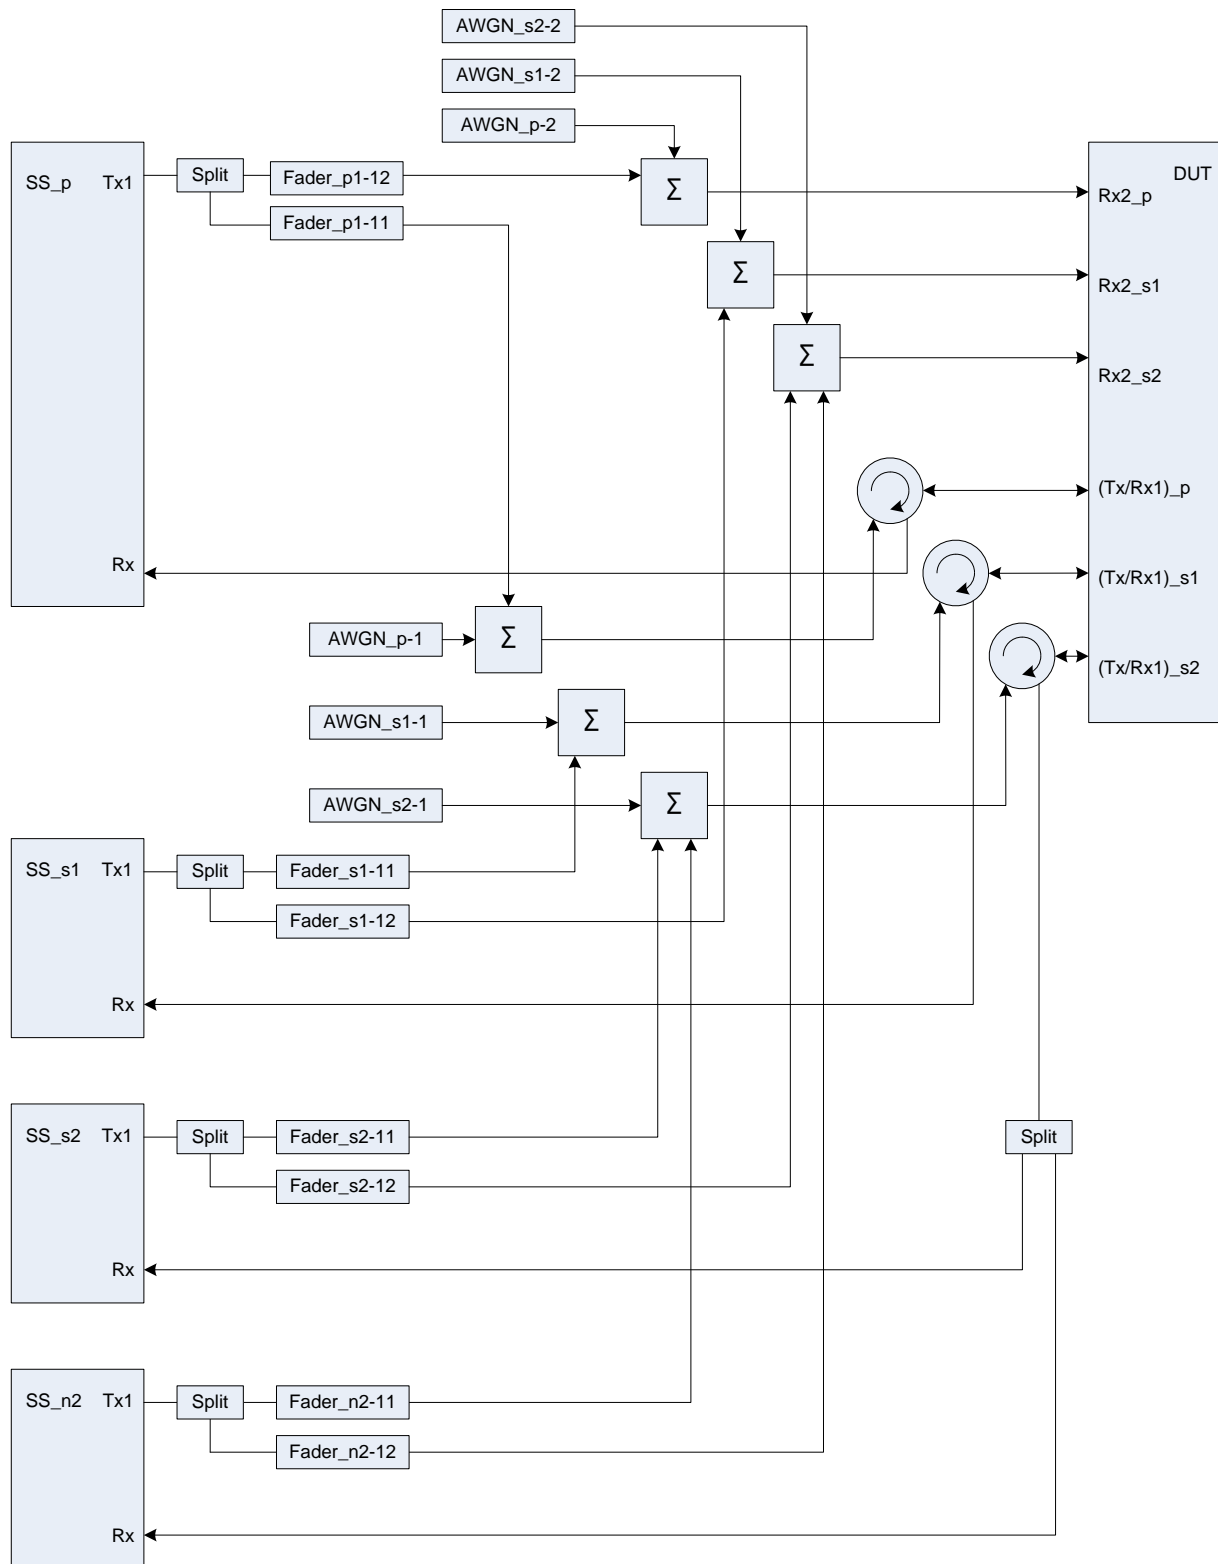 AWGN_s2-2
AWGN_s1-2
AWGN_p-2
SS_p Tx1
Split
Fader_p1-12
Fader_p1-11
Σ
DUT
Rx2_p
Σ
Rx2_s1
Σ
Rx2_s2
(Tx/Rx1)_p
Rx
(Tx/Rx1)_s1
AWGN_p-1
Σ
(Tx/Rx1)_s2
AWGN_s1-1
Σ
AWGN_s2-1
Σ
SS_s1 Tx1
Split
Fader_s1-11
Fader_s1-12
Rx
SS_s2 Tx1
Split
Fader_s2-11
Split
Fader_s2-12
Rx
SS_n2 Tx1
Split
Fader_n2-11
Fader_n2-12
Rx